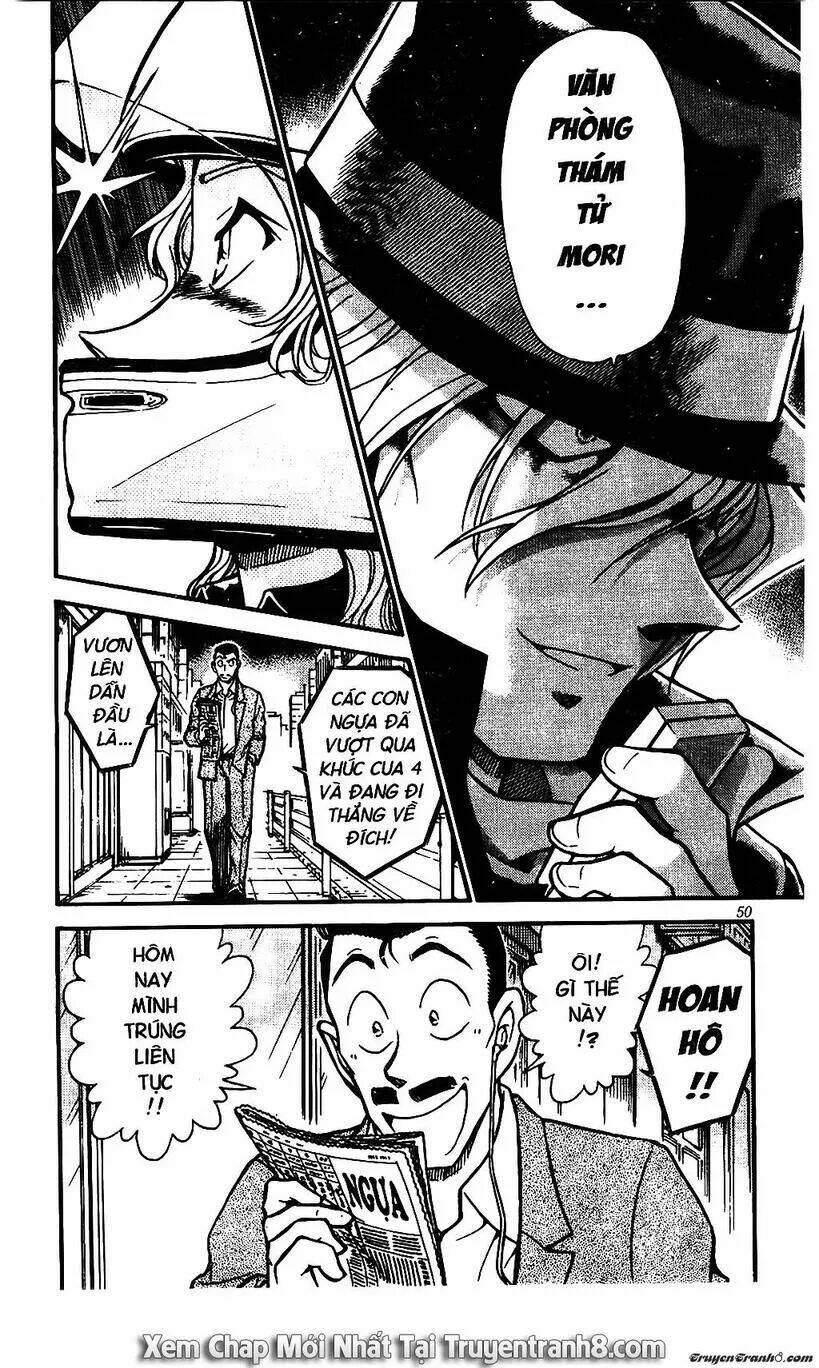 VĂN
PHÒNG
THÁM
TỬ
MORI
...
VƯƠN
LÊN
DẪN
ĐẦU
LÀ...
CÁC CON
NGỰA ĐÃ
VƯỢT QUA
KHÚC CUA 4
VÀ ĐANG ĐI
THẲNG VỀ
ĐÍCH!
50
HÔM
NAY
MÌNH
TRÚNG
LIÊN
TỤC
!!
ÔI!
GÌ THẾ
NÀY
!?
HOAN
HÔ
!!
NGỰA
Xem Chap Mới Nhất Tại Truyentranh8.com
TruyenTranh8.com